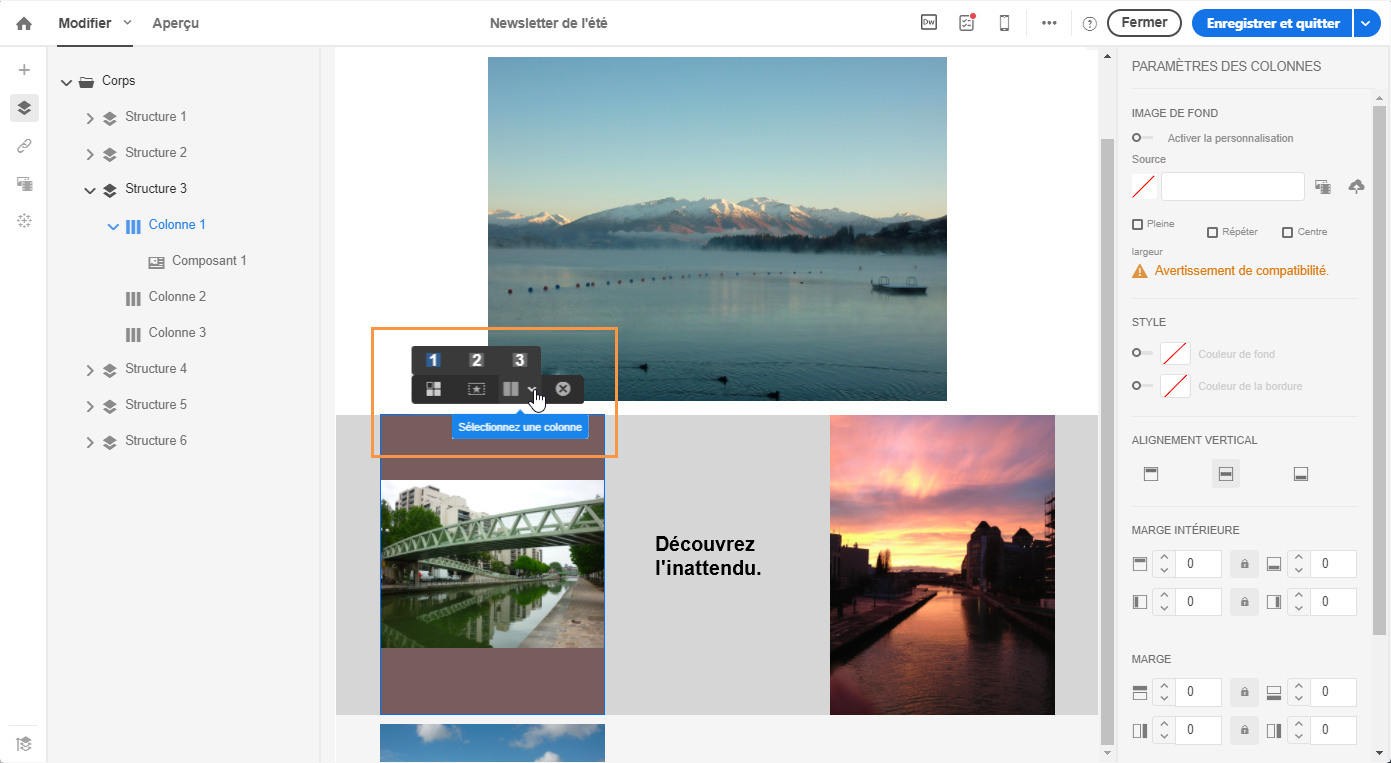 Modifier
Aperçu
Newsletter de l'été
Dw
Fermer
Enregistrer et quitter
Corps
Structure 1
Structure 2
Structure 3
Colonne 1
Composant 1
Colonne 2
Colonne 3
Structure 4
Structure 5
Structure 6
1 2 3
Sélectionnez une colonne
Découvrez
l'inattendu.
PARAMÈTRES DES COLONNES
IMAGE DE FOND
Activer la personnalisation
Source
Pleine
largeur
Répéter
Centre
Avertissement de compatibilité.
STYLE
Couleur de fond
Couleur de la bordure
ALIGNEMENT VERTICAL
MARGE INTÉRIEURE
0 0
0 0
MARGE
0 0
0 0